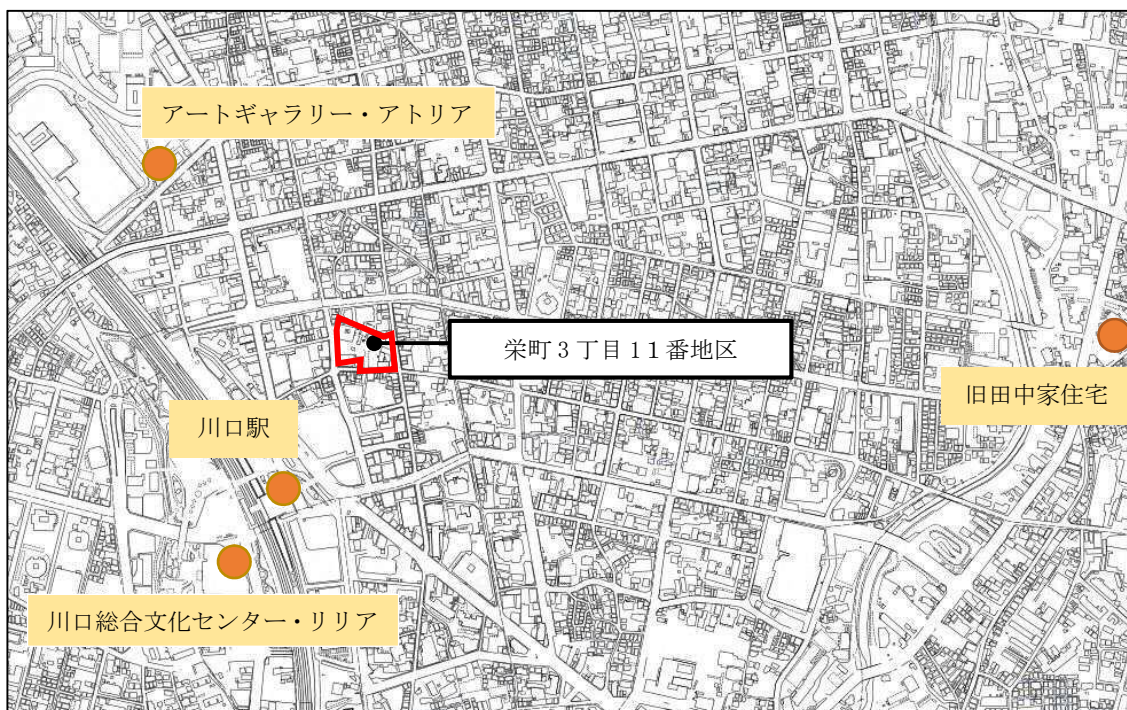 アートギャラリー・アトリア
栄町3丁目11番地区
旧田中家住宅
川口駅
川口総合文化センター・リリア